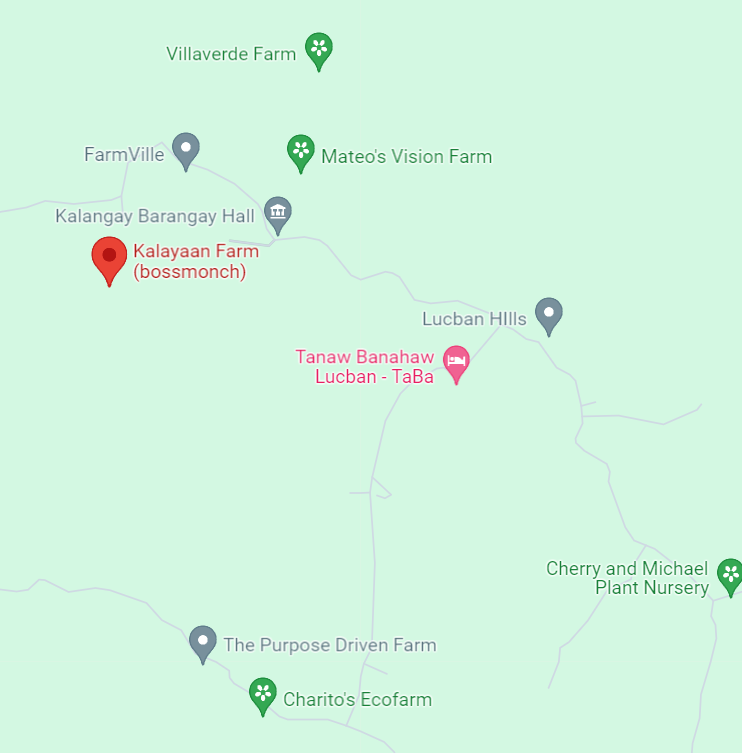 Villaverde Farm
FarmVille
Mateo's Vision Farm
Kalangay Barangay Hall
Kalayaan Farm
(bossmonch)
Lucban HIlls
Tanaw Banahaw
Lucban - TaBa
Cherry and Michael
Plant Nursery
The Purpose Driven Farm
Charito's Ecofarm